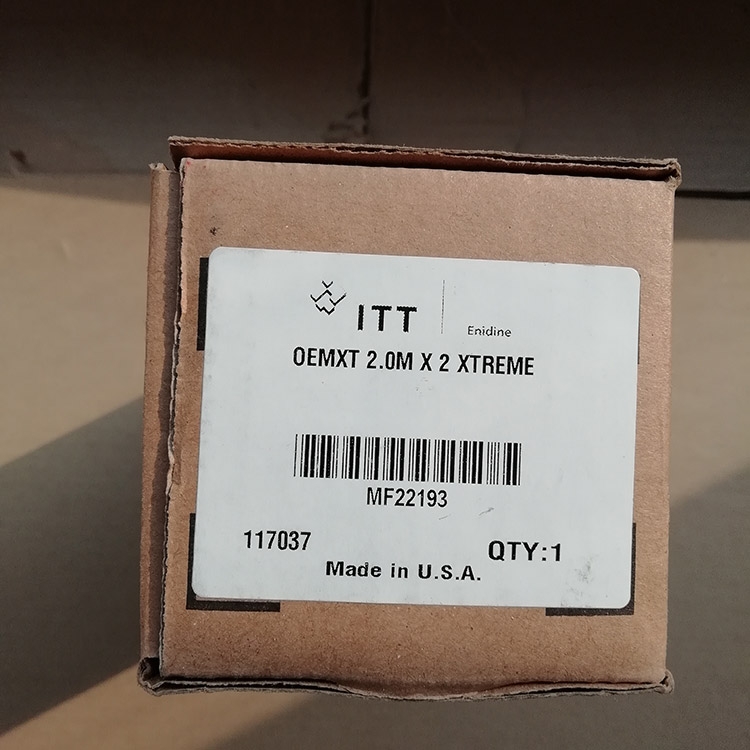 ITT
Enidine
OEMXT 2.0M X 2 XTREME
MF22193
117037
QTY:1
Made in U.S.A.